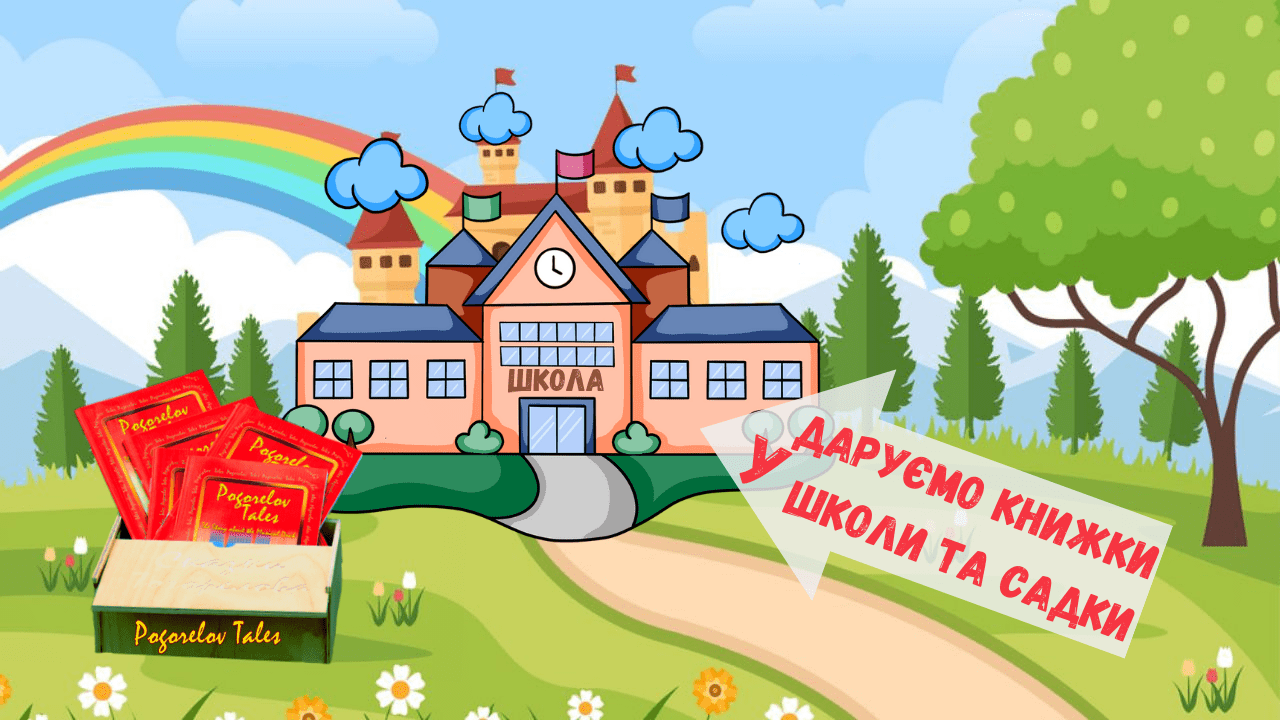 ШКОЛА
ДАРУЄМО КНИЖКИ
У ШКОЛИ ТА САДКИ
Pogorelov
Pogorelov
Pogorelov
Tales
Pogorelov Tales